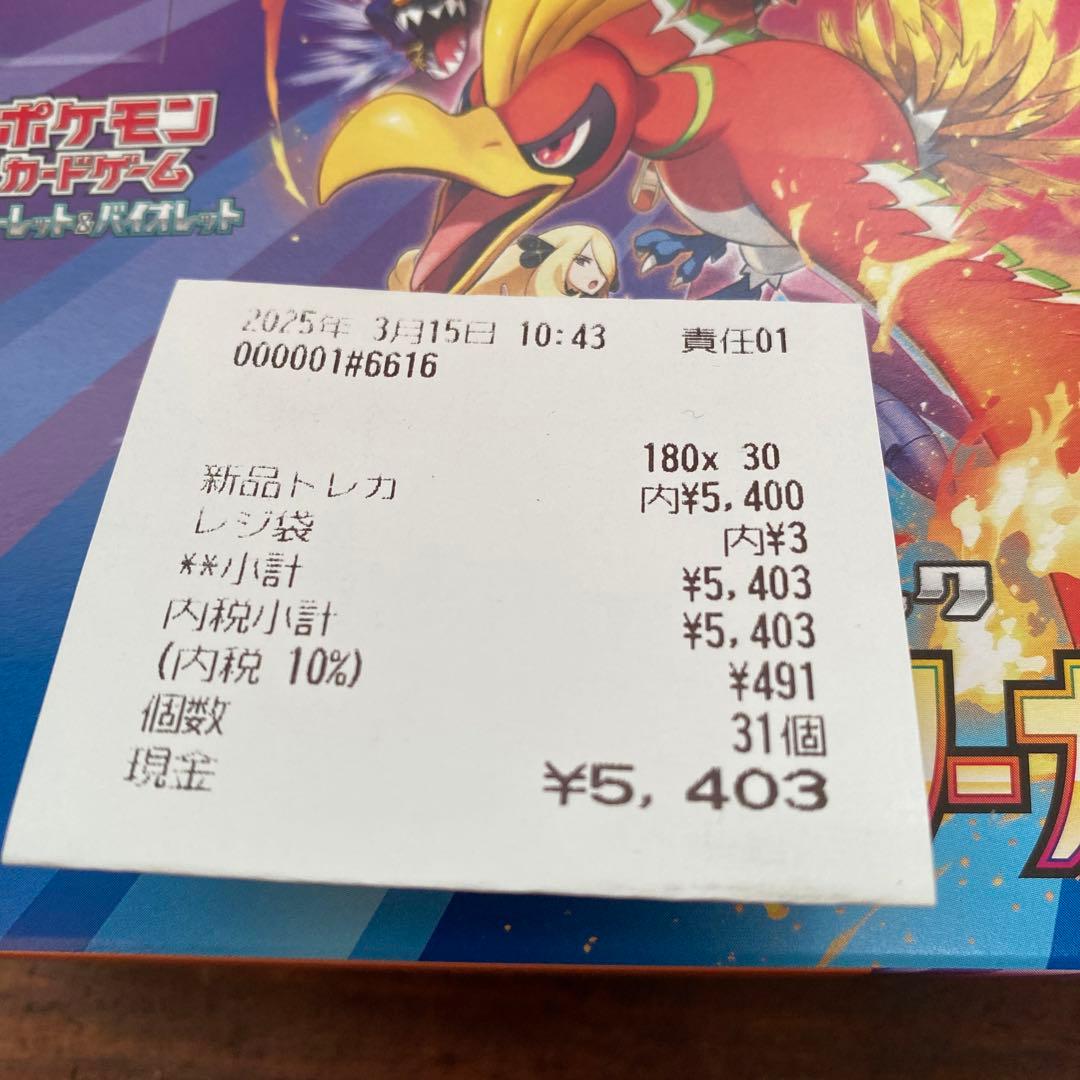 ポケモン
カードゲーム
ーレット&バイオレット
2025年 3月15日 10:43 責任01
000001#6616
180x 30
新品トレカ 内¥5,400
レジ袋 内¥3
**小計 ¥5,403
内税小計 ¥5,403
(内税 10%) ¥491
個数 31個
現金 ¥5,403